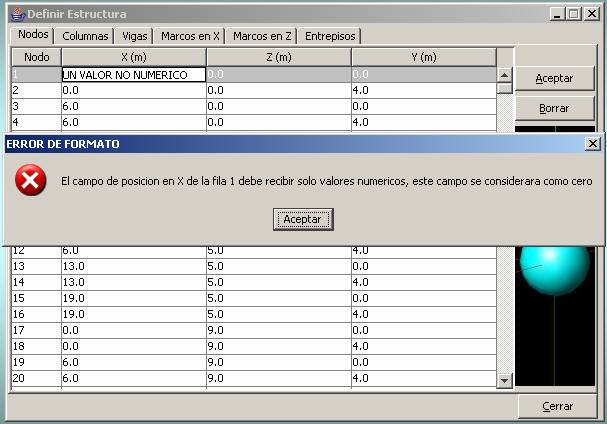 Definir Estructura
Nodos Columnas Vigas Marcos en X Marcos en Z Entrepisos
Nodo X (m) Z (m) Y (m)
1 UN VALOR NO NUMERICO 0.0 0.0
Aceptar
2 0.0 0.0 4.0
3 6.0 0.0 0.0
Borrar
4 6.0 0.0 4.0
ERROR DE FORMATO
El campo de posicion en X de la fila 1 debe recibir solo valores numericos, este campo se considerara como cero
Aceptar
12 6.0 5.0 4.0
13 13.0 5.0 0.0
14 13.0 5.0 4.0
15 19.0 5.0 0.0
16 19.0 5.0 4.0
17 0.0 9.0 0.0
18 0.0 9.0 4.0
19 6.0 9.0 0.0
20 6.0 9.0 4.0
Cerrar